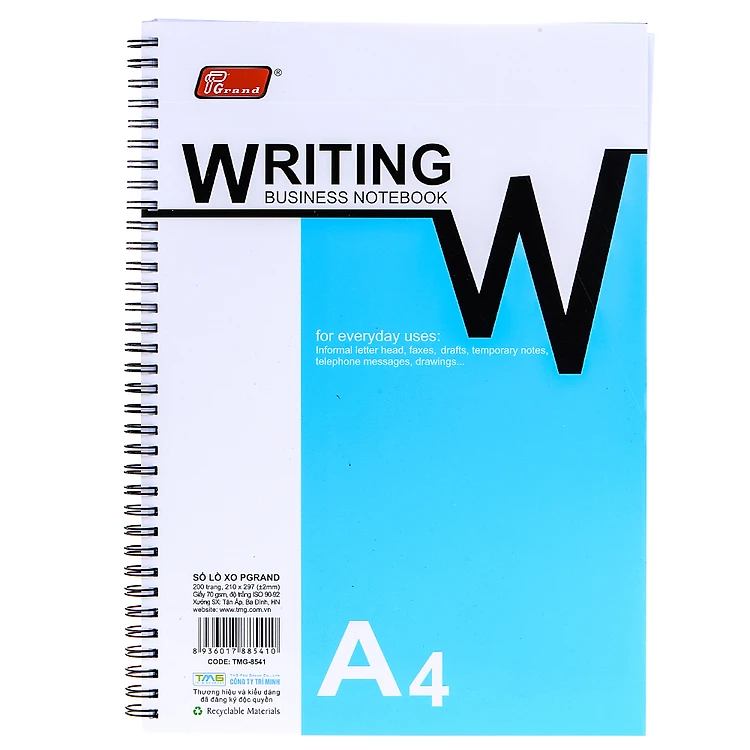 PGrand ®
WRITING
BUSINESS NOTEBOOK
W
for everyday uses:
Informal letter head, faxes, drafts, temporary notes,
telephone messages, drawings...
SỔ LÒ XO PGRAND
200 trang, 210 x 297 (±2mm)
Giấy 70 gsm, độ trắng ISO 90-92
Xưởng SX: Tân Ấp, Ba Đình, HN
website: www.tmg.com.vn
8 936017 885410
CODE: TMG-8541
TMG
CÔNG TY TRÍ MINH
Thương hiệu và kiểu dáng
đã đăng ký độc quyền
Recyclable Materials
A4